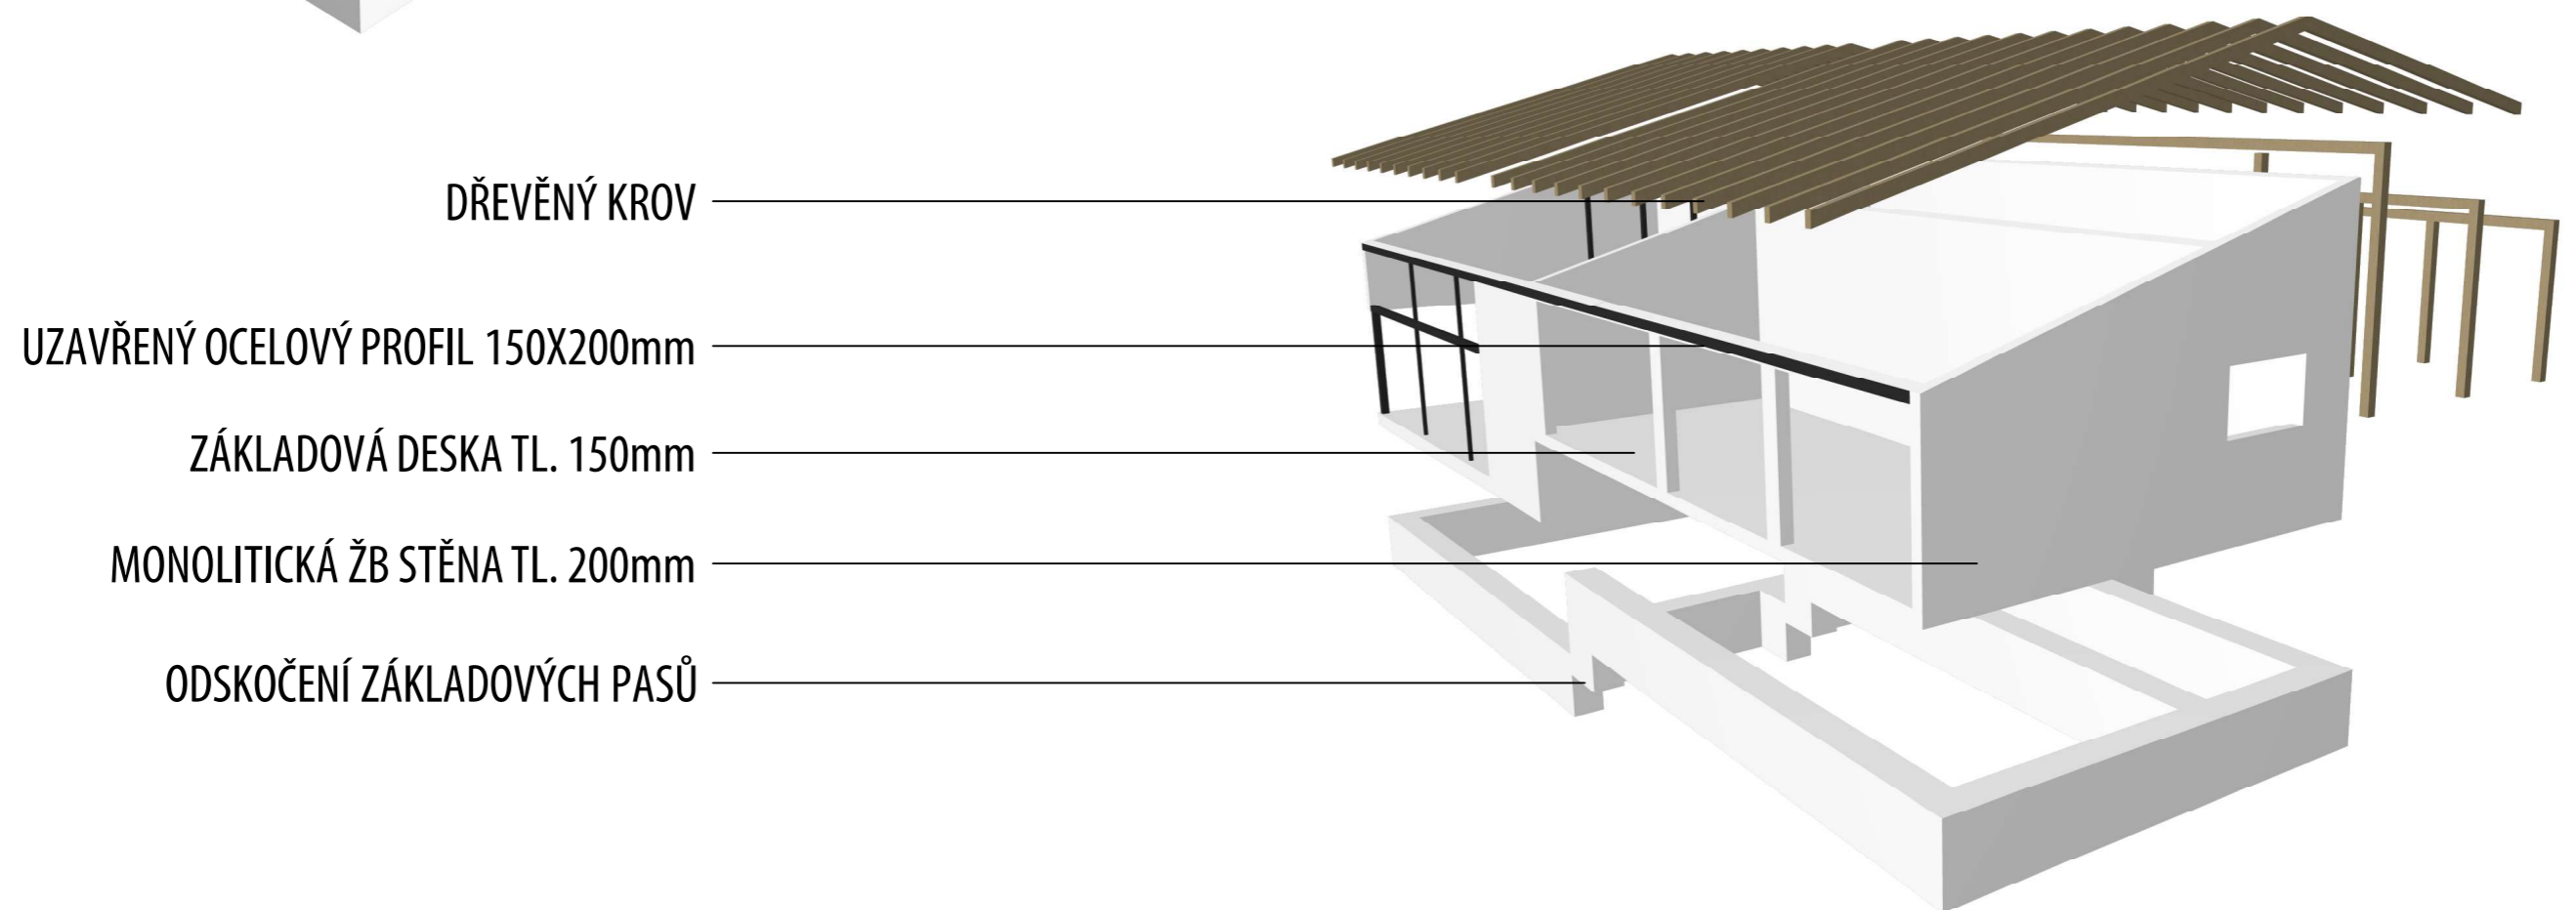 DŘEVĚNÝ KROV
UZAVŘENÝ OCELOVÝ PROFIL 150X200mm
ZÁKLADOVÁ DESKA TL. 150mm
MONOLITICKÁ ŽB STĚNA TL. 200mm
ODSKOČENÍ ZÁKLADOVÝCH PASŮ